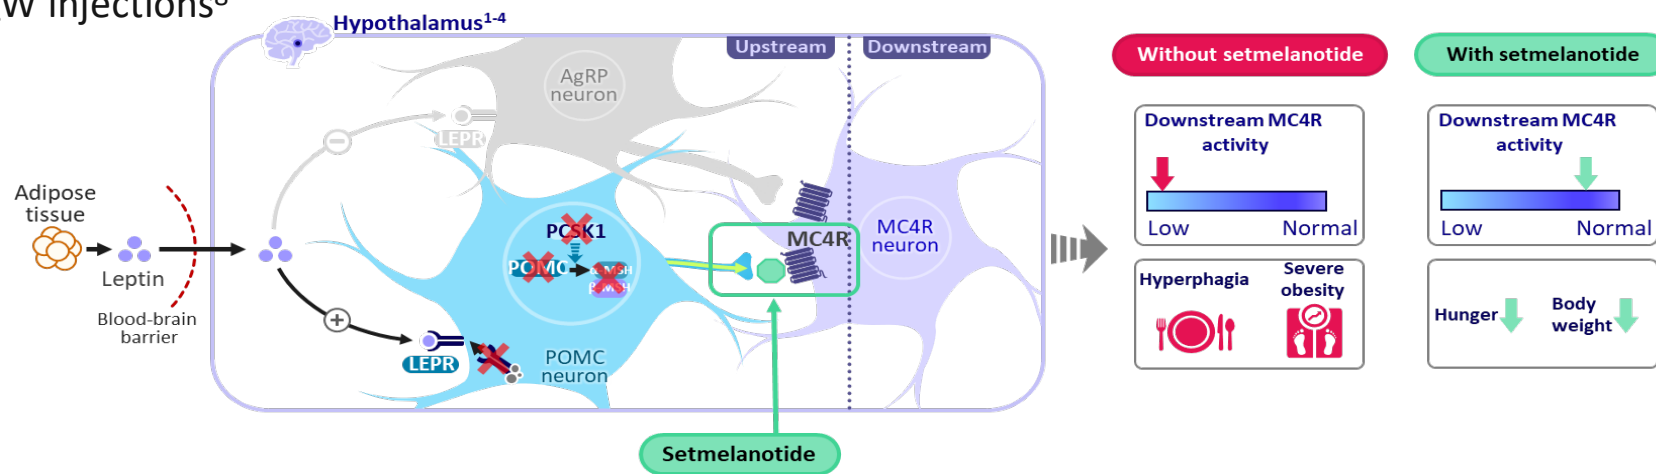 W injections
Hypothalamus1-4
Upstream
Downstream
AgRP
neuron
LEPR
Adipose
tissue
Leptin
Blood-brain
barrier
PCSK1
POMC
LEPR
POMC
neuron
MC4R
MC4R
neuron
Setmelanotide
Without setmelanotide
Downstream MC4R
activity
Low Normal
Hyperphagia
Severe
obesity
With setmelanotide
Downstream MC4R
activity
Low Normal
Hunger
Body
weight